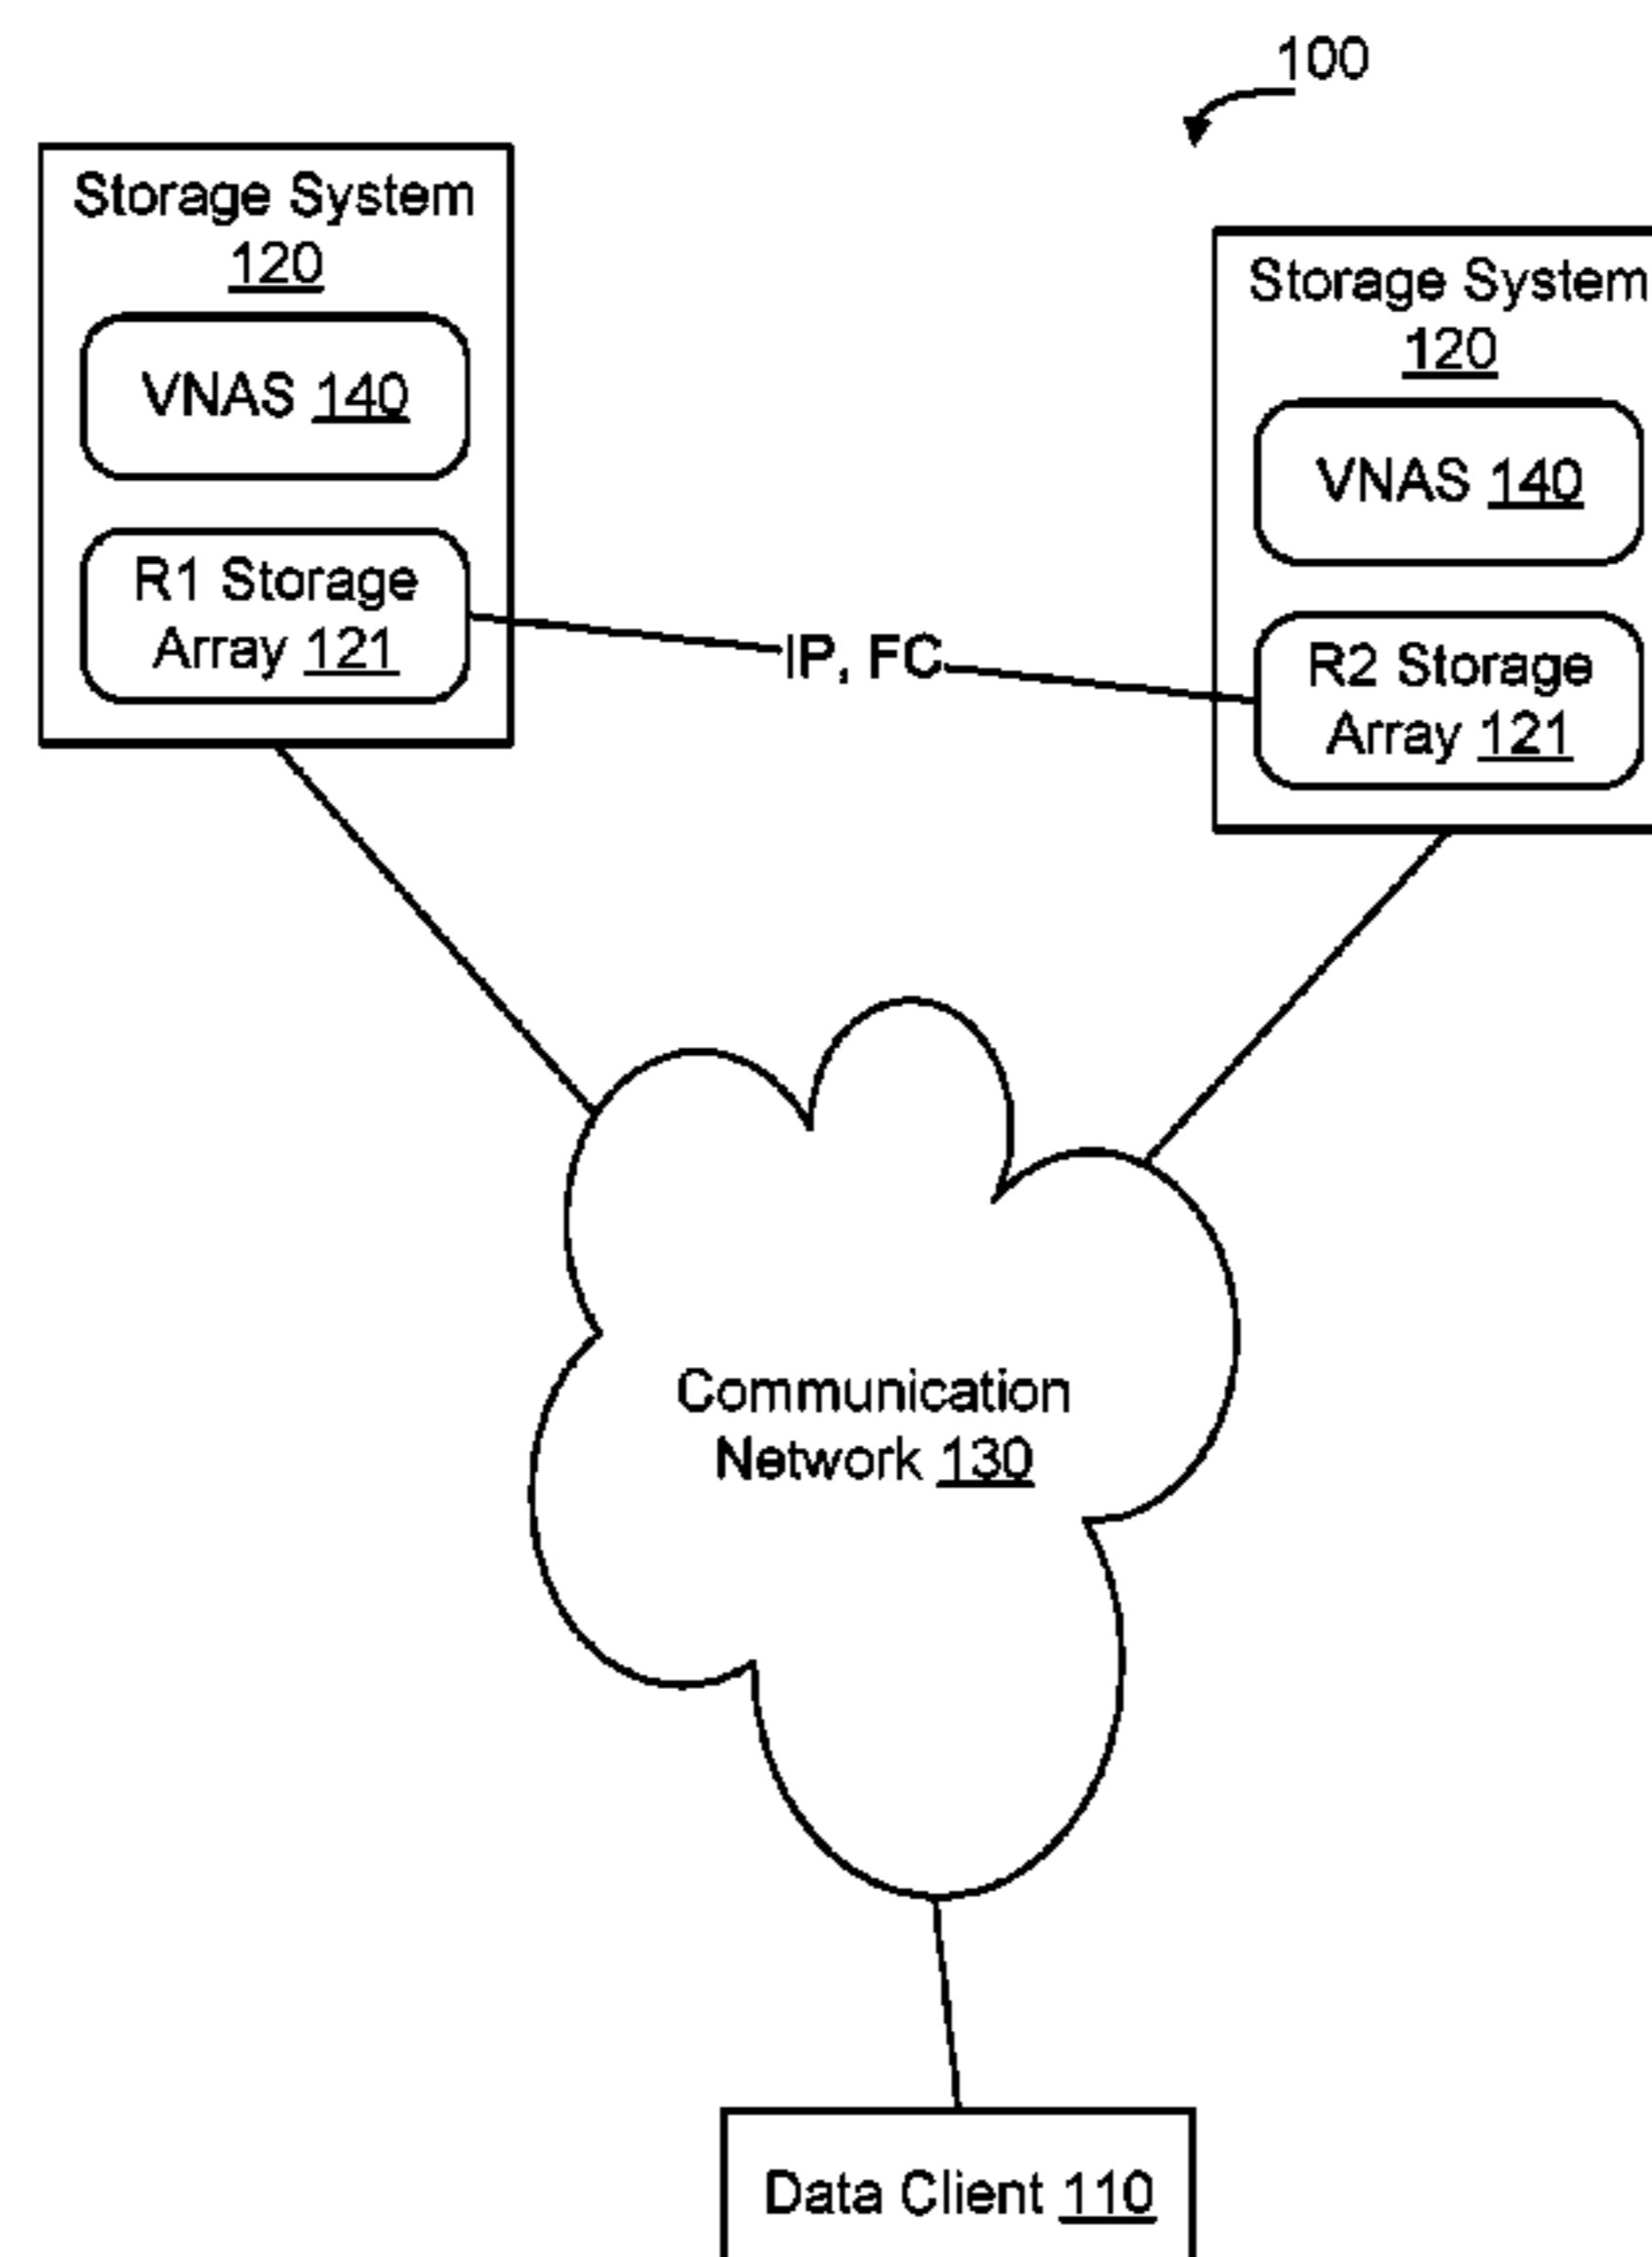 100
Storage System
120
VNAS 140
R1 Storage
Array 121
Storage System
120
VNAS 140
R2 Storage
Array 121
IP, FC
Communication
Network 130
Data Client 110